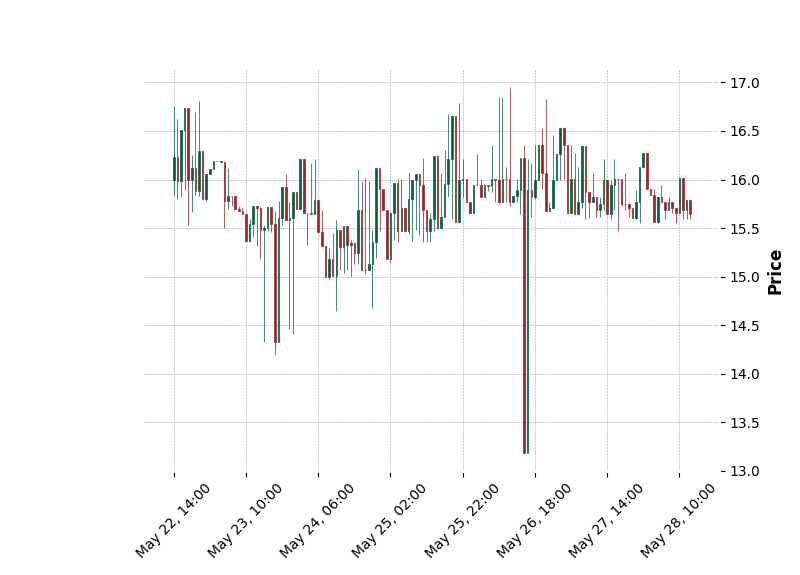 17.0
16.5
16.0
15.5
15.0
14.5
14.0
13.5
13.0
Price
May 22, 14:00
May 23, 10:00
May 24, 06:00
May 25, 02:00
May 25, 22:00
May 26, 18:00
May 27, 14:00
May 28, 10:00